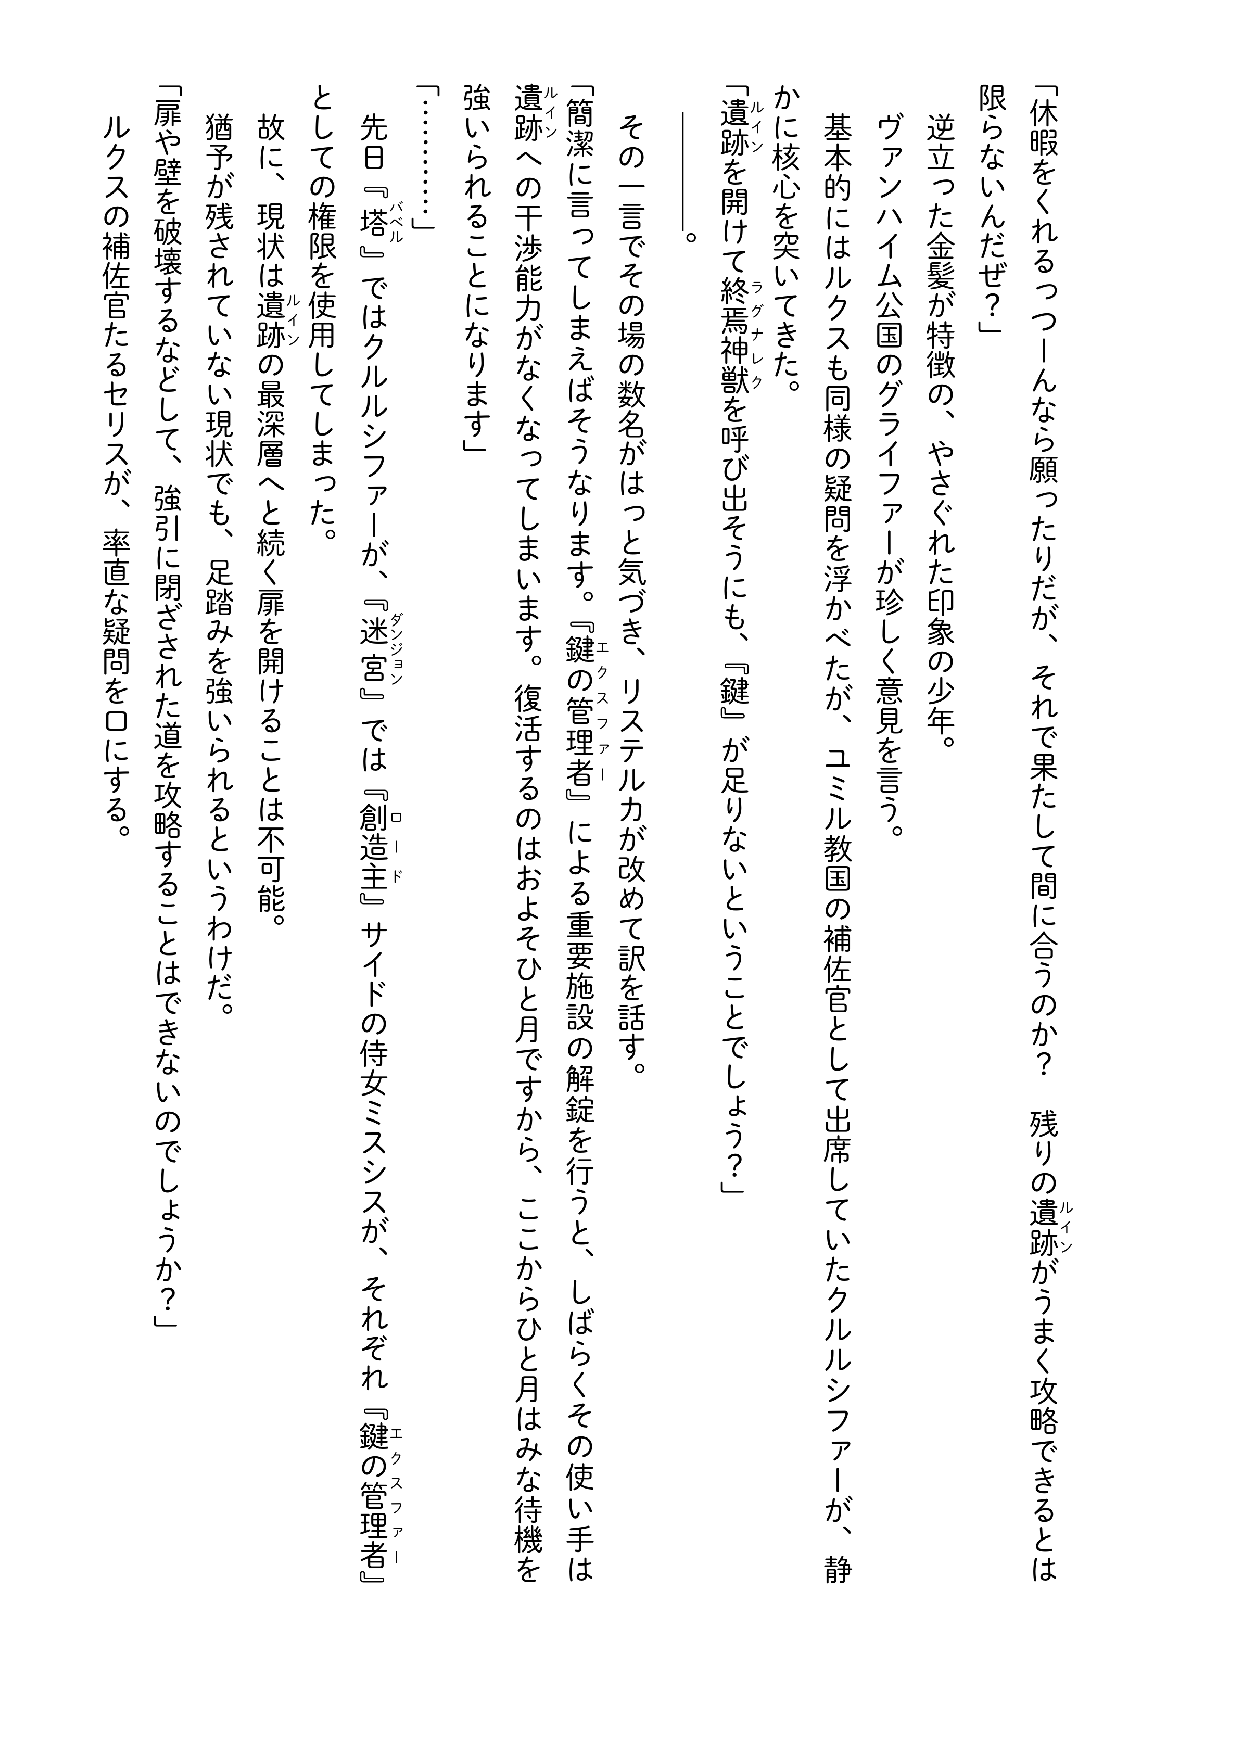 「休暇をくれるっつーんなら願ったりだが、それで果たして間に合うのか？　残りの遺跡がうまく攻略できるとは
限らないんだぜ？」
　逆立った金髪が特徴の、やさぐれた印象の少年。
　ヴァンハイム公国のグライファーが珍しく意見を言う。
　基本的にはルクスも同様の疑問を浮かべたが、ユミル教国の補佐官として出席していたクルルシファーが、静
かに核心を突いてきた。
「遺跡を開けて終焉神獣を呼び出そうにも、『鍵』が足りないということでしょう？」
　――――。
　その一言でその場の数名がはっと気づき、リステルカが改めて訳を話す。
「簡潔に言ってしまえばそうなります。『鍵の管理者』による重要施設の解錠を行うと、しばらくその使い手は
遺跡への干渉能力がなくなってしまいます。復活するのはおよそひと月ですから、ここからひと月はみな待機を
強いられることになります」
「…………」
　先日『塔』ではクルルシファーが、『迷宮』では『創造主』サイドの侍女ミスシスが、それぞれ『鍵の管理者』
としての権限を使用してしまった。
　故に、現状は遺跡の最深層へと続く扉を開けることは不可能。
　猶予が残されていない現状でも、足踏みを強いられるというわけだ。
「扉や壁を破壊するなどして、強引に閉ざされた道を攻略することはできないのでしょうか？」
　ルクスの補佐官たるセリスが、率直な疑問を口にする。